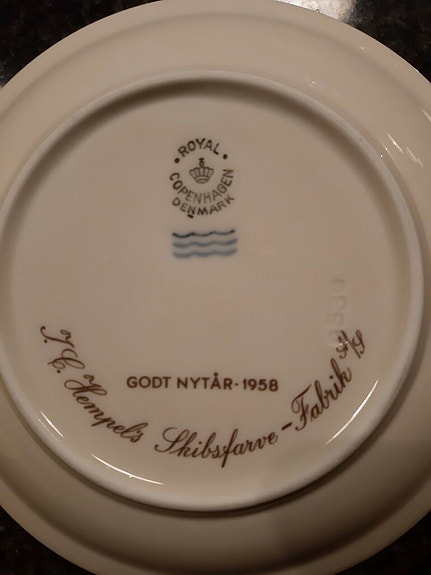 ROYAL
COPENHAGEN
DENMARK
GODT NYTÅR-1958
J. C. Hempel's Skibsfarve-Fabrik A/S